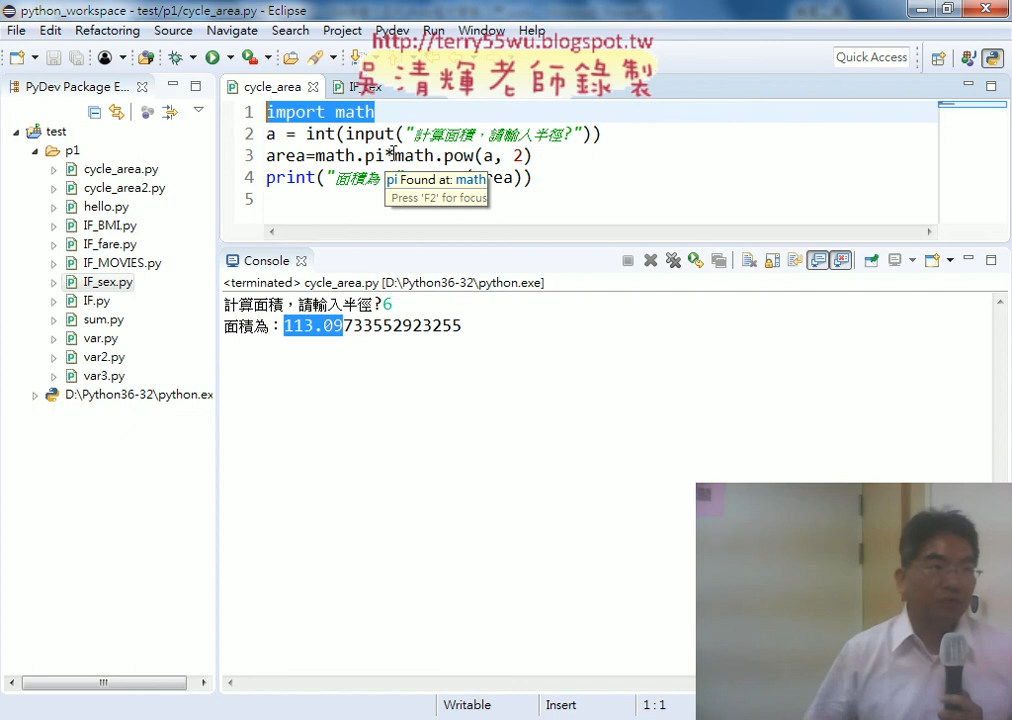 python_workspace - test/p1/cycle_area.py - Eclipse
File Edit Refactoring Source Navigate Search Project Pydev Run Window Help
http://terry55wu.blogspot.tw
吳清輝老師錄製
Quick Access
PyDev Package E...
cycle_area
IF_sex
test
p1
cycle_area.py
cycle_area2.py
hello.py
IF_BMI.py
IF_fare.py
IF_MOVIES.py
IF_sex.py
IF.py
sum.py
var.py
var2.py
var3.py
D:\Python36-32\python.ex
1 import math
2 a = int(input("計算面積，請輸入半徑?"))
3 area=math.pi*math.pow(a, 2)
4 print("面積為
area))
5
pi Found at: math
Press 'F2' for focus
Console
<terminated> cycle_area.py [D:\Python36-32\python.exe]
計算面積，請輸入半徑?6
面積為：113.09733552923255
Writable
Insert
1 : 1